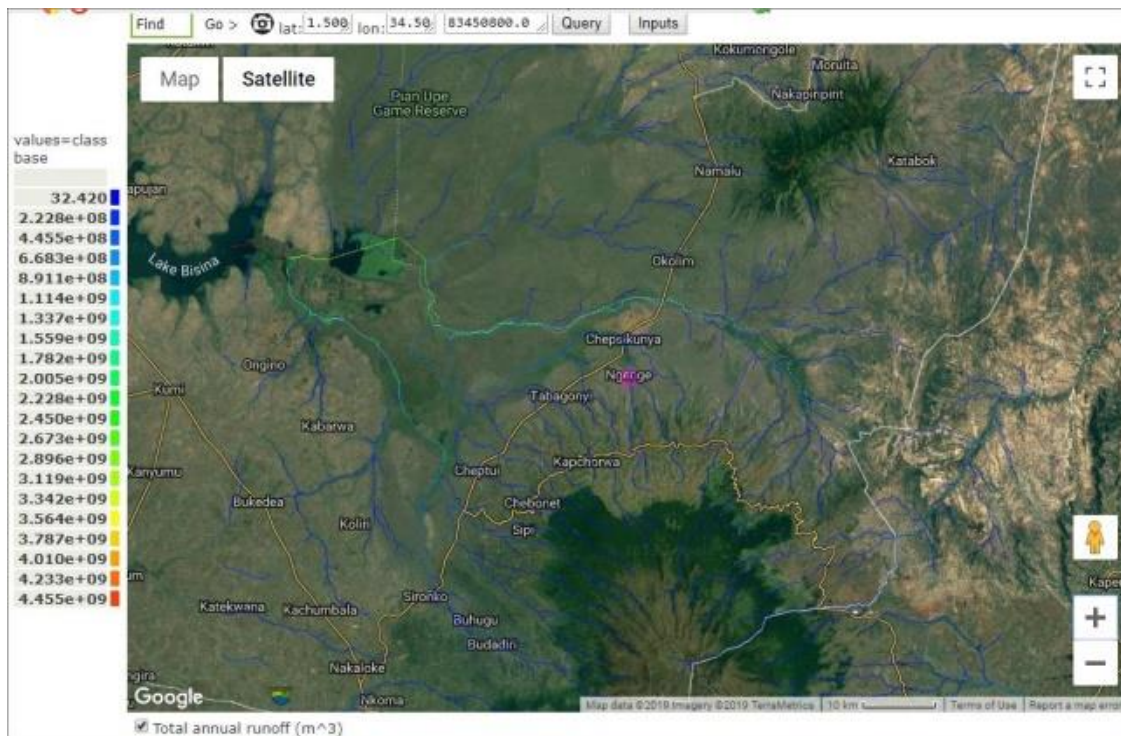 Find Go > lat: 1.500 lon: 34.50 83450800.0 Query Inputs
Map Satellite
values=class
base
32.420
2.228e+08
4.455e+08
6.683e+08
8.911e+08
1.114e+09
1.337e+09
1.559e+09
1.782e+09
2.005e+09
2.228e+09
2.450e+09
2.673e+09
2.896e+09
3.119e+09
3.342e+09
3.564e+09
3.787e+09
4.010e+09
4.233e+09
4.455e+09
Kokumongole
Moruita
Nakapinpint
Pian Upe
Game Reserve
Katabok
Namalu
apujan
Lake Bisina
Okolim
Chepsikunya
Ongino
Ngenge
Kumi
Tabagonyi
Kabarwa
Kanyumu
Cheptui
Kapchorwa
Bukedea
Chebonet
Koliri
Sipi
um
Sironko
Kape
Katekwana
Kachumbala
Buhugu
Budadiri
Nakaloke
ngira
Nkoma
Google
Map data ©2019 Imagery ©2019 TerraMetrics 10 km Terms of Use Report a map error
Total annual runoff (m^3)